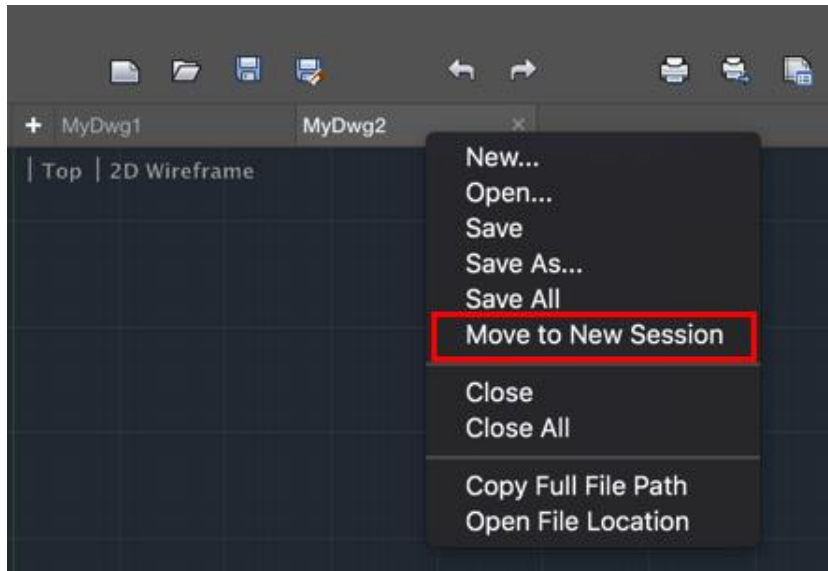 + MyDwg1 MyDwg2 ×
| Top | 2D Wireframe
New...
Open...
Save
Save As...
Save All
Move to New Session
Close
Close All
Copy Full File Path
Open File Location